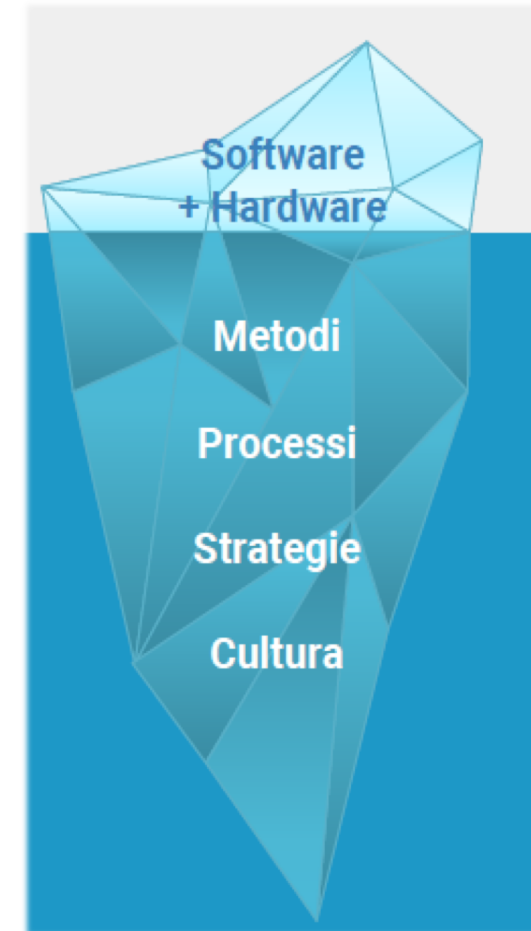 Software
+ Hardware
Metodi
Processi
Strategie
Cultura